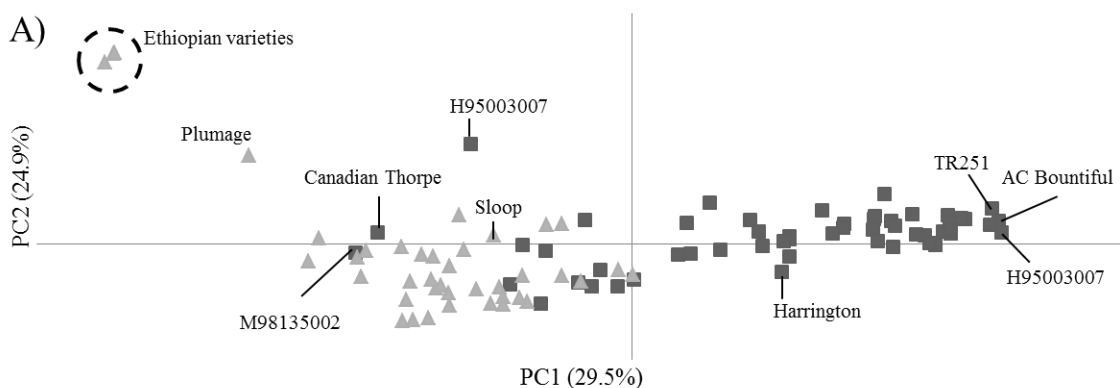 A)
Ethiopian varieties
Plumage
H95003007
Canadian Thorpe
Sloop
TR251
AC Bountiful
M98135002
Harrington
H95003007
PC2 (24.9%)
PC1 (29.5%)